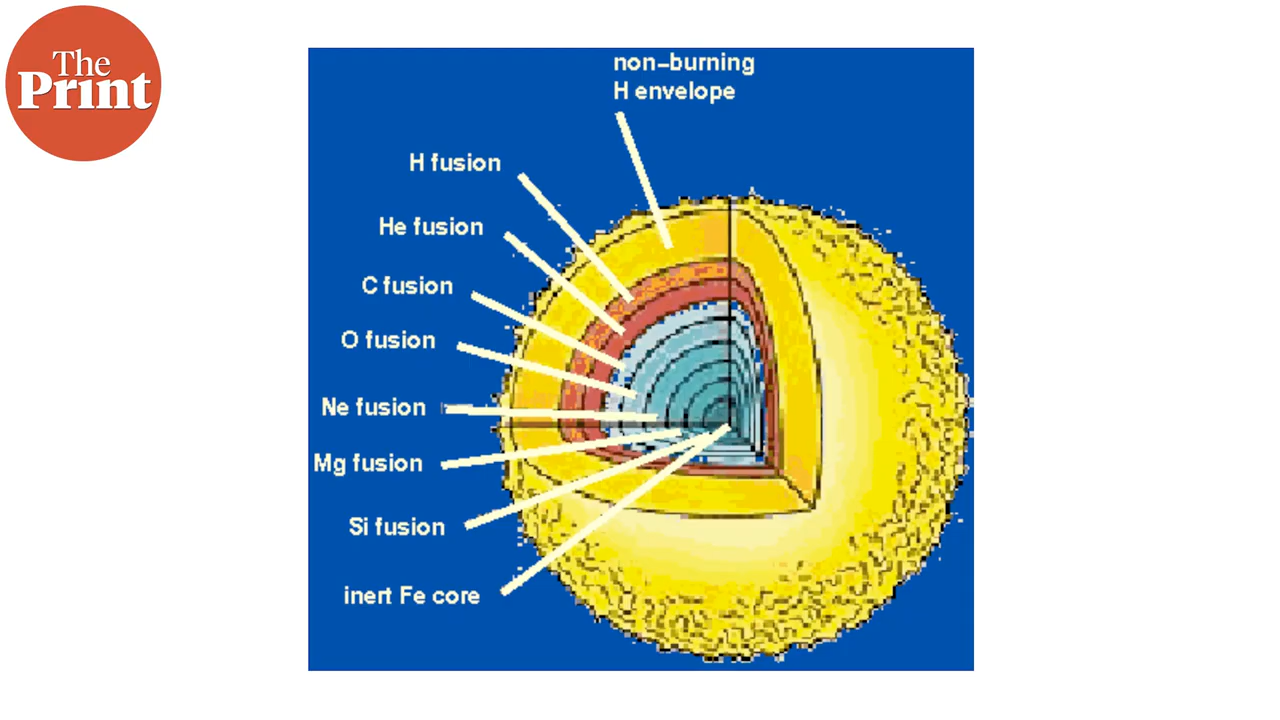 The
Print
non-burning
H envelope
H fusion
He fusion
C fusion
O fusion
Ne fusion
Mg fusion
Si fusion
inert Fe core